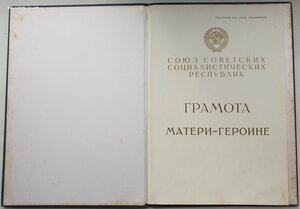 СОЮЗ СОВЕТСКИХ
СОЦИАЛИСТИЧЕСКИХ
РЕСПУБЛИК
ГРАМОТА
МАТЕРИ-ГЕРОИНЕ